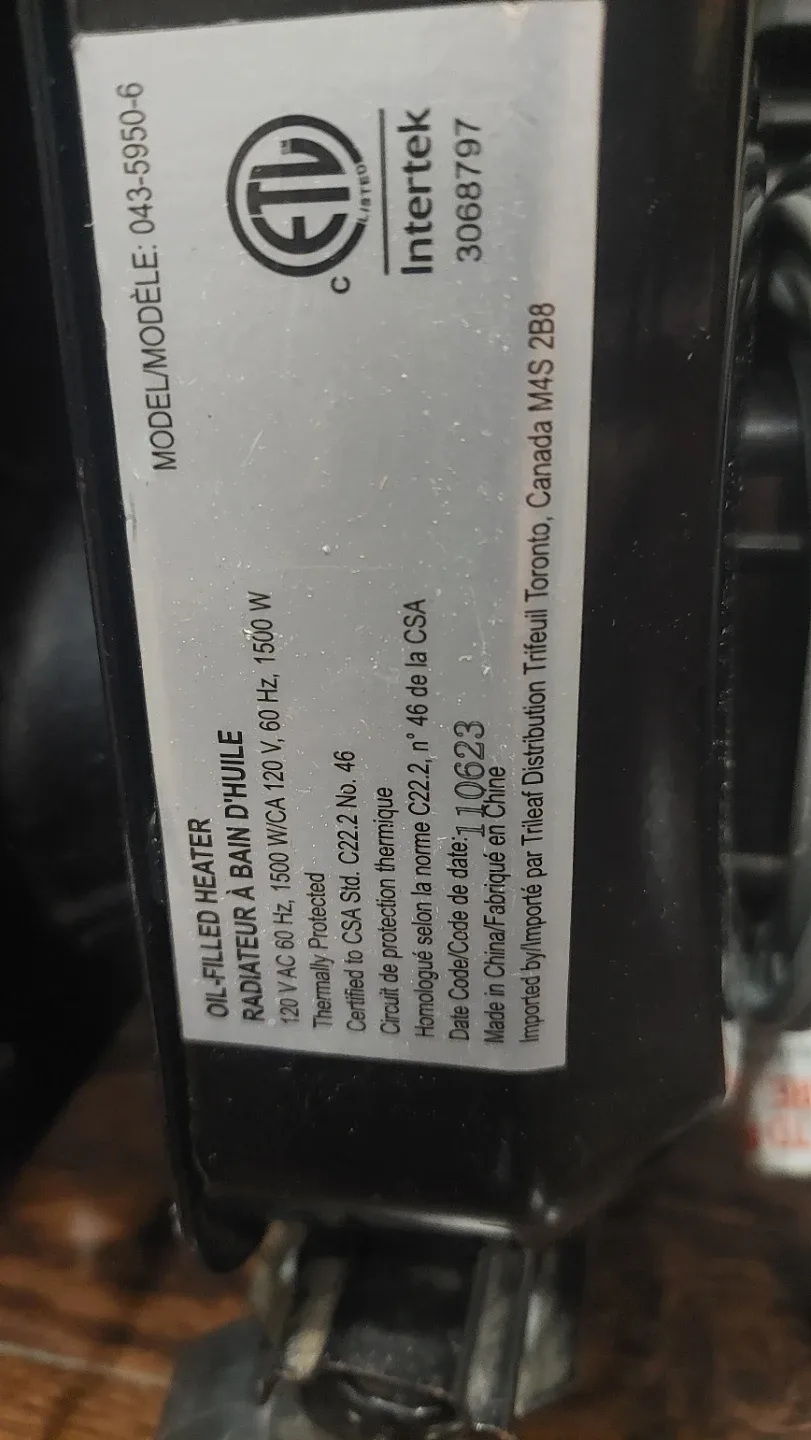 MODEL/MODÈLE: 043-5950-6
OIL-FILLED HEATER
RADIATEUR À BAIN D'HUILE
120 V AC 60 Hz, 1500 W/CA 120 V, 60 Hz, 1500 W
Thermally Protected
Certified to CSA Std. C22.2 No. 46
Circuit de protection thermique
Homologué selon la norme C22.2, n° 46 de la CSA
Date Code/Code de date: 110623
Made in China/Fabriqué en Chine
Imported by/Importé par Trileaf Distribution Trifeuil Toronto, Canada M4S 2B8
ETL
SM
LISTED
C
Intertek
3068797